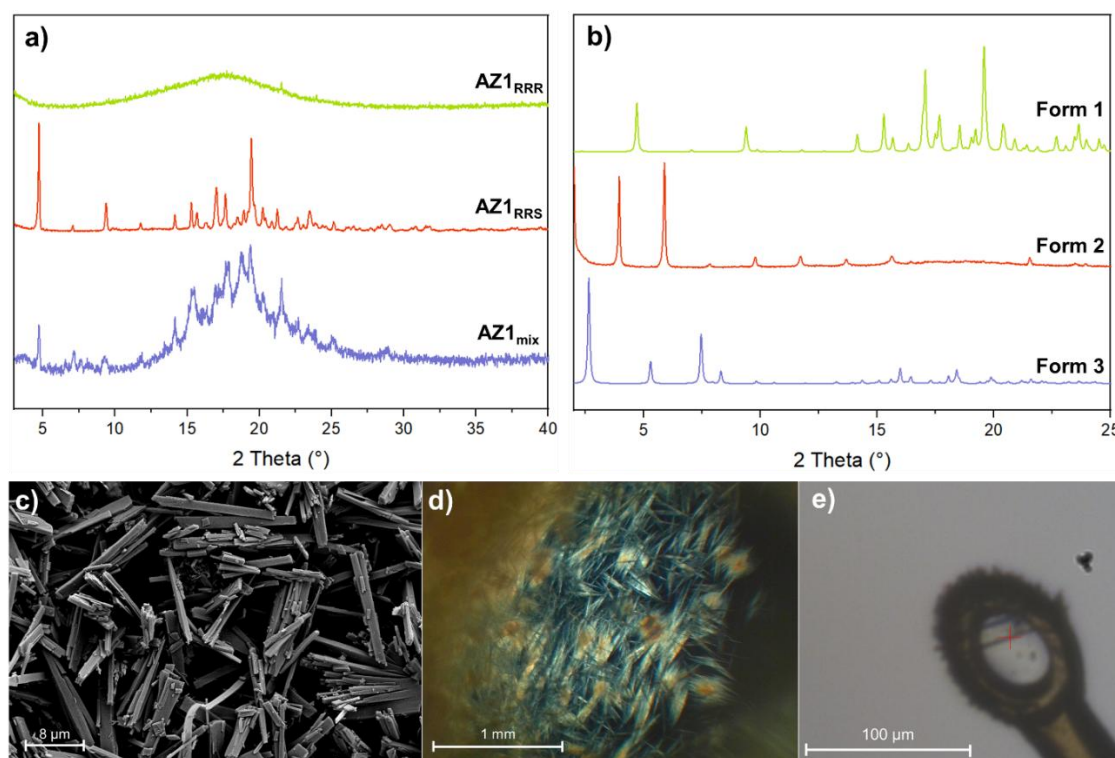 a)
AZ1RRR
AZ1RRS
AZ1mix
5 10 15 20 25 30 35 40
2 Theta (°)
b)
Form 1
Form 2
Form 3
5 10 15 20 25
2 Theta (°)
c)
8 µm
d)
1 mm
e)
100 µm